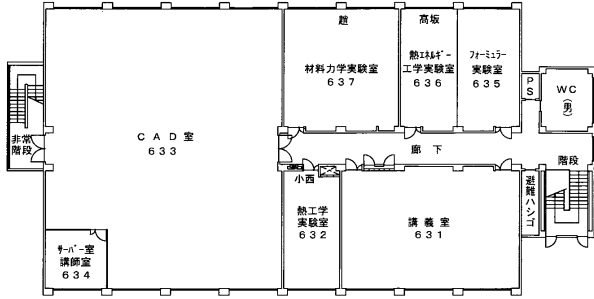 趙
材料力学実験室
637
高坂
熱エネルギー
工学実験室
636
フォーミュラー
実験室
635
PS
WC
(男)
非常
階段
CAD室
633
廊下
階段
小西
熱工学
実験室
632
講義室
631
避難ハシゴ
サーバー室
講師室
634